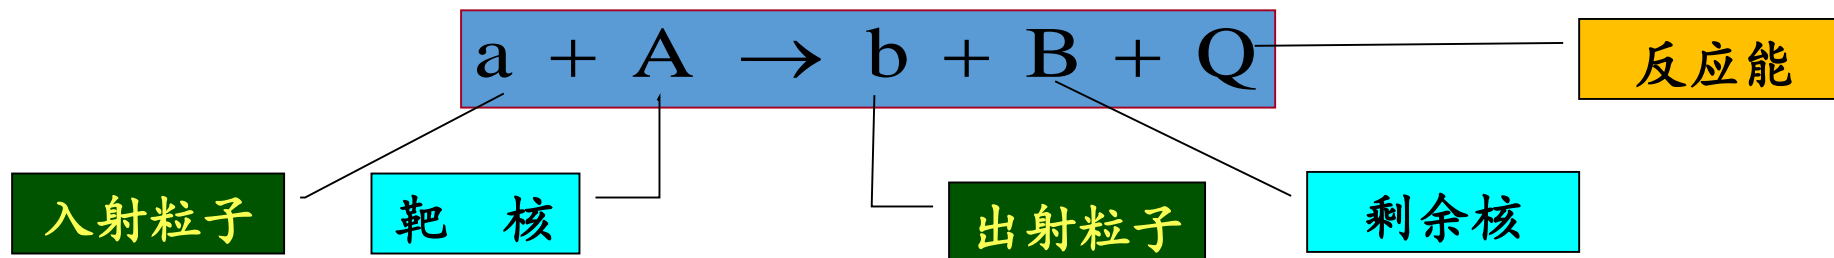 a + A → b + B + Q
反应能
入射粒子
靶 核
出射粒子
剩余核